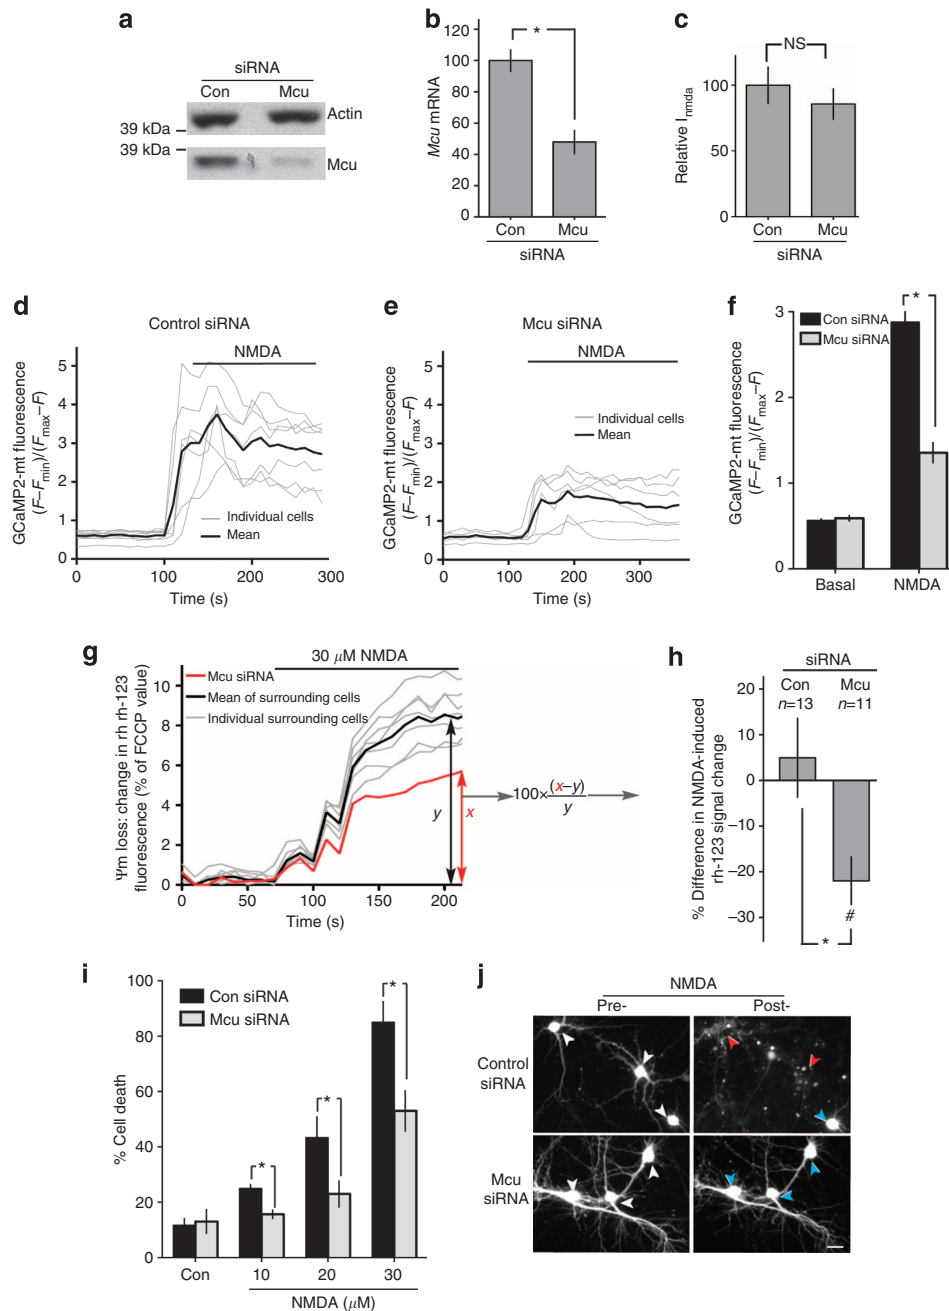 a
siRNA
Con Mcu
Actin
39 kDa
39 kDa
Mcu
b
Mcu mRNA
120
100
80
60
40
20
0
*
Con Mcu
siRNA
c
Relative Inmda
100
50
0
NS
Con Mcu
siRNA
d
Control siRNA
NMDA
GCaMP2-mt fluorescence
(F–Fmin)/(Fmax–F)
5
4
3
2
1
0
Individual cells
Mean
0 100 200 300
Time (s)
e
Mcu siRNA
NMDA
GCaMP2-mt fluorescence
(F–Fmin)/(Fmax–F)
5
4
3
2
1
0
Individual cells
Mean
0 100 200 300
Time (s)
f
GCaMP2-mt fluorescence
(F–Fmin)/(Fmax–F)
3
2
1
0
Con siRNA
Mcu siRNA
*
Basal NMDA
g
30 μM NMDA
Ψm loss: change in rh rh-123
fluorescence (% of FCCP value)
10
8
6
4
2
0
Mcu siRNA
Mean of surrounding cells
Individual surrounding cells
y x
100×(x–y)/y
0 50 100 150 200
Time (s)
h
siRNA
Con Mcu
n=13 n=11
% Difference in NMDA-induced
rh-123 signal change
20
10
0
–10
–20
–30
#
*
i
% Cell death
100
80
60
40
20
0
Con siRNA
Mcu siRNA
*
*
*
Con 10 20 30
NMDA (μM)
j
NMDA
Pre- Post-
Control
siRNA
Mcu
siRNA